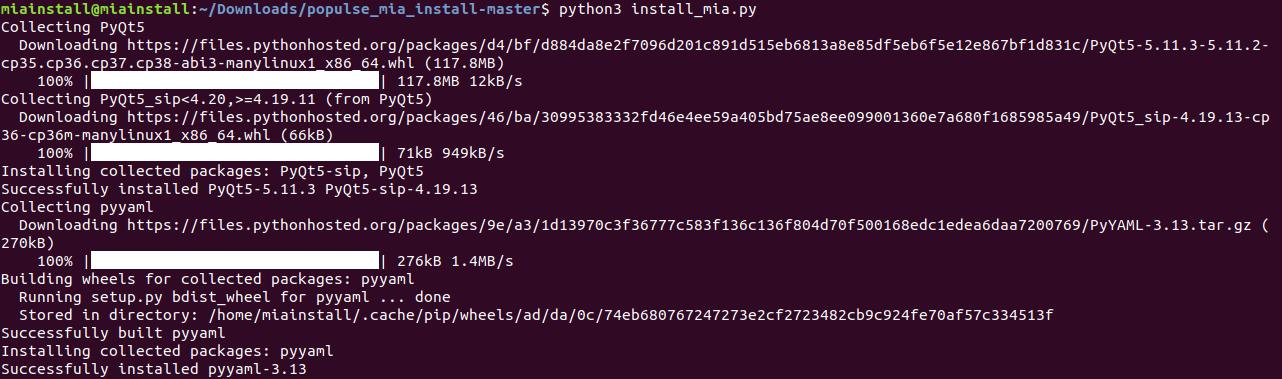 miainstall@miainstall:~/Downloads/populse_mia_install-master$ python3 install_mia.py
Collecting PyQt5
  Downloading https://files.pythonhosted.org/packages/d4/bf/d884da8e2f7096d201c891d515eb6813a8e85df5eb6f5e12e867bf1d831c/PyQt5-5.11.3-5.11.2-
cp35.cp36.cp37.cp38-abi3-manylinux1_x86_64.whl (117.8MB)
    100% |████████████████████████████████| 117.8MB 12kB/s
Collecting PyQt5_sip<4.20,>=4.19.11 (from PyQt5)
  Downloading https://files.pythonhosted.org/packages/46/ba/30995383332fd46e4ee59a405bd75ae8ee099001360e7a680f1685985a49/PyQt5_sip-4.19.13-cp
36-cp36m-manylinux1_x86_64.whl (66kB)
    100% |████████████████████████████████| 71kB 949kB/s
Installing collected packages: PyQt5-sip, PyQt5
Successfully installed PyQt5-5.11.3 PyQt5-sip-4.19.13
Collecting pyyaml
  Downloading https://files.pythonhosted.org/packages/9e/a3/1d13970c3f36777c583f136c136f804d70f500168edc1edea6daa7200769/PyYAML-3.13.tar.gz (
270kB)
    100% |████████████████████████████████| 276kB 1.4MB/s
Building wheels for collected packages: pyyaml
  Running setup.py bdist_wheel for pyyaml ... done
  Stored in directory: /home/miainstall/.cache/pip/wheels/ad/da/0c/74eb680767247273e2cf2723482cb9c924fe70af57c334513f
Successfully built pyyaml
Installing collected packages: pyyaml
Successfully installed pyyaml-3.13